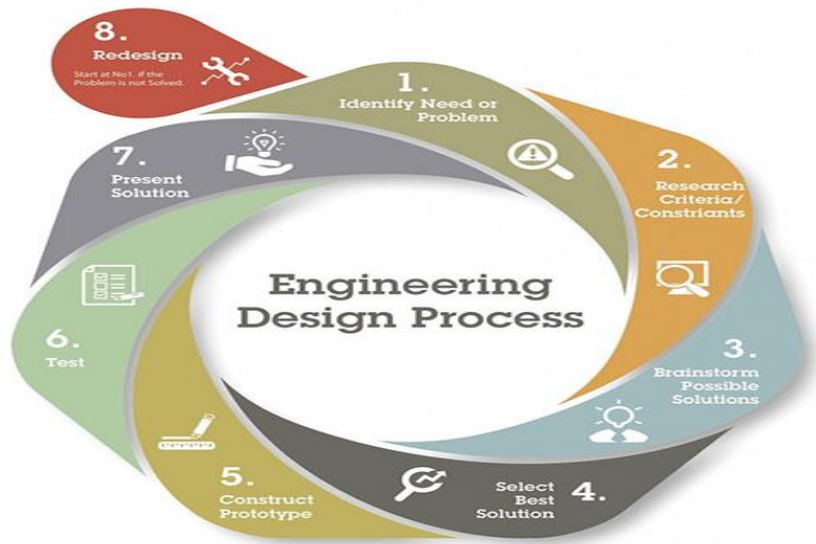 Engineering
Design Process
1.
Identify Need or
Problem
2.
Research
Criteria/
Constriants
3.
Brainstorm
Possible
Solutions
4.
Select
Best
Solution
5.
Construct
Prototype
6.
Test
7.
Present
Solution
8.
Redesign
Start at No1. if the
Problem is not Solved.